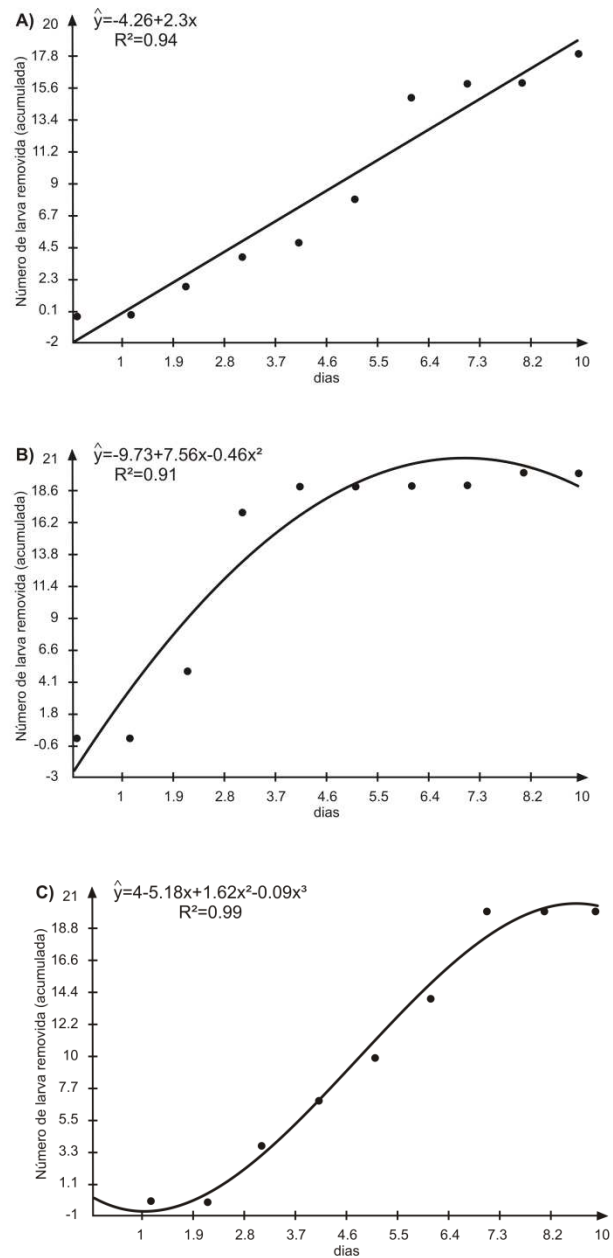 A)
ŷ=-4.26+2.3x
R²=0.94
Número de larva removida (acumulada)
20
17.8
15.6
13.4
11.2
9
6.7
4.5
2.3
0.1
-2
1 1.9 2.8 3.7 4.6 5.5 6.4 7.3 8.2 10
dias
B)
ŷ=-9.73+7.56x-0.46x²
R²=0.91
Número de larva removida (acumulada)
21
18.6
16.2
13.8
11.4
9
6.6
4.1
1.8
-0.6
-3
1 1.9 2.8 3.7 4.6 5.5 6.4 7.3 8.2 10
dias
C)
ŷ=4-5.18x+1.62x²-0.09x³
R²=0.99
Número de larva removida (acumulada)
21
18.8
16.6
14.4
12.2
10
7.7
5.5
3.3
1.1
-1
1 1.9 2.8 3.7 4.6 5.5 6.4 7.3 8.2 10
dias